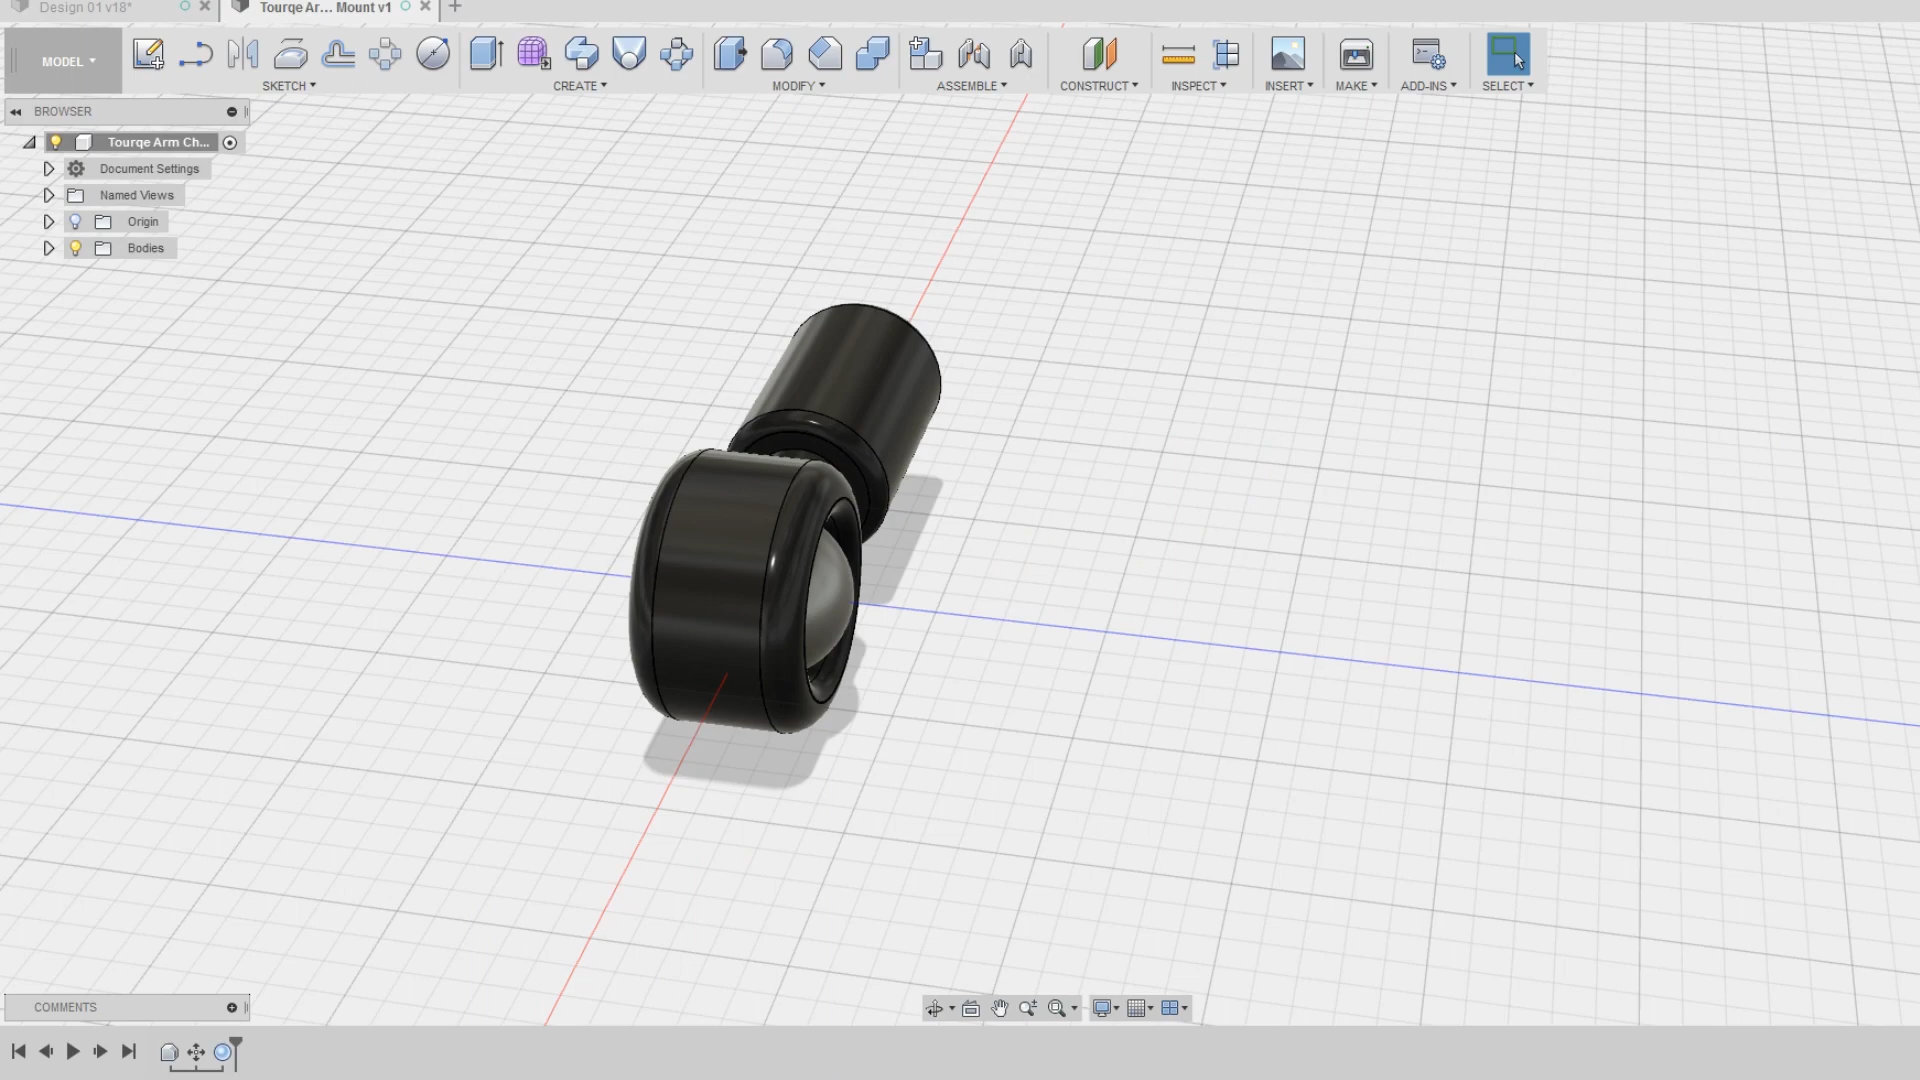 Design 01 v18*
Tourqe Ar... Mount v1
MODEL
SKETCH
CREATE
MODIFY
ASSEMBLE
CONSTRUCT
INSPECT
INSERT
MAKE
ADD-INS
SELECT
BROWSER
Tourqe Arm Ch...
Document Settings
Named Views
Origin
Bodies
COMMENTS